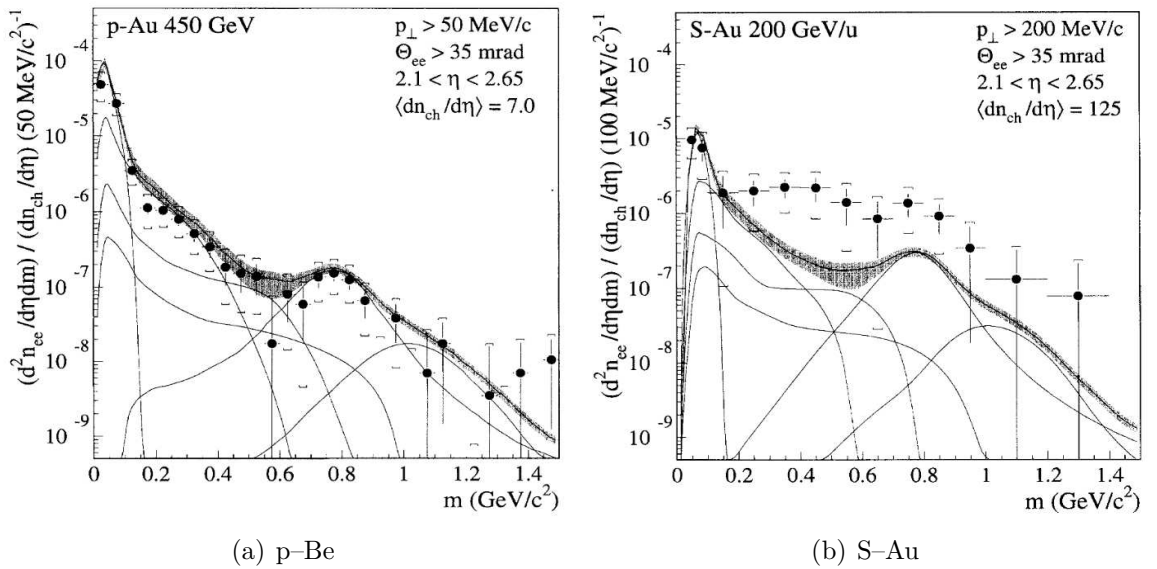 p-Au 450 GeV
p⊥ > 50 MeV/c
Θee > 35 mrad
2.1 < η < 2.65
⟨dnch/dη⟩ = 7.0
(d²nee/dηdm) / (dnch/dη) (50 MeV/c²)⁻¹
10⁻⁴
10⁻⁵
10⁻⁶
10⁻⁷
10⁻⁸
10⁻⁹
0 0.2 0.4 0.6 0.8 1 1.2 1.4
m (GeV/c²)
(a) p–Be
S-Au 200 GeV/u
p⊥ > 200 MeV/c
Θee > 35 mrad
2.1 < η < 2.65
⟨dnch/dη⟩ = 125
(d²nee/dηdm) / (dnch/dη) (100 MeV/c²)⁻¹
10⁻⁴
10⁻⁵
10⁻⁶
10⁻⁷
10⁻⁸
10⁻⁹
0 0.2 0.4 0.6 0.8 1 1.2 1.4
m (GeV/c²)
(b) S–Au